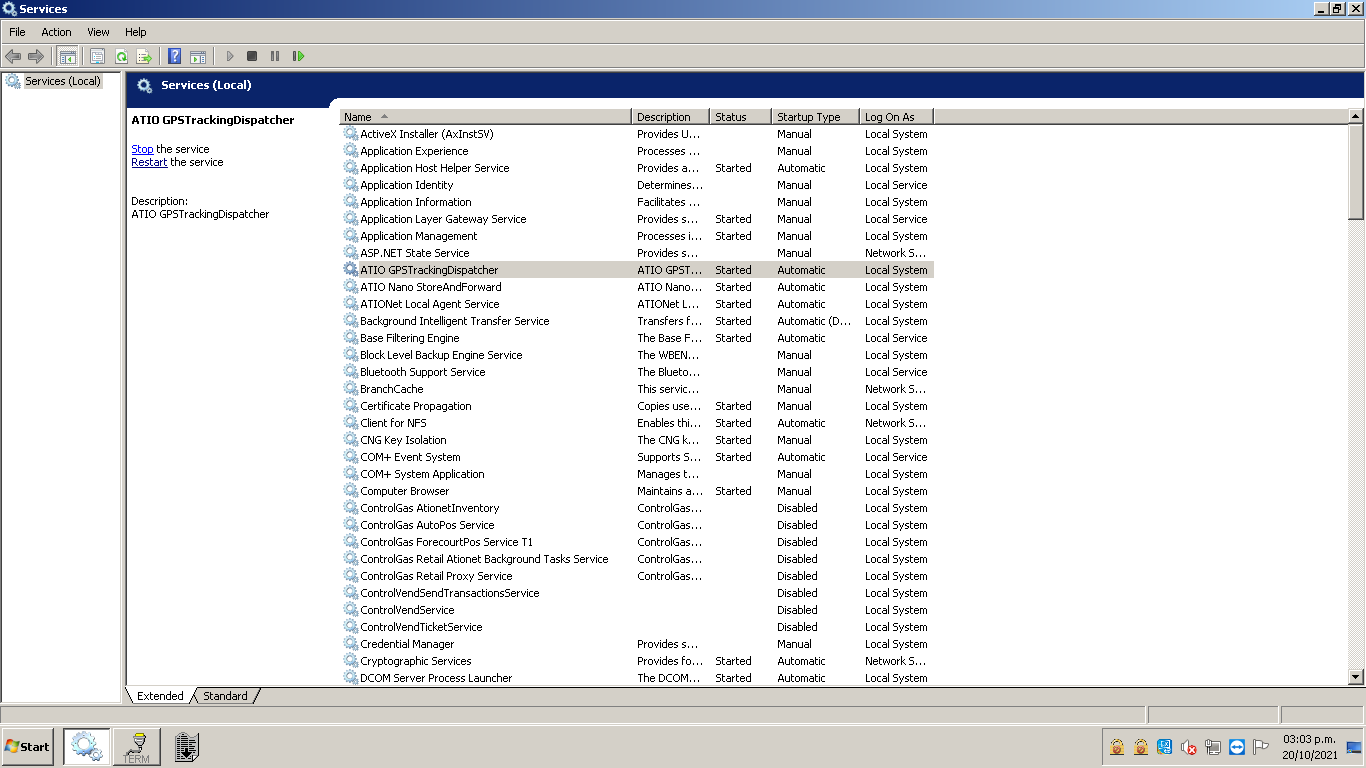 Services
File Action View Help
Services (Local)
Services (Local)
ATIO GPSTrackingDispatcher
Stop the service
Restart the service
Description:
ATIO GPSTrackingDispatcher
Name Description Status Startup Type Log On As
ActiveX Installer (AxInstSV) Provides U... Manual Local System
Application Experience Processes ... Manual Local System
Application Host Helper Service Provides a... Started Automatic Local System
Application Identity Determines... Manual Local Service
Application Information Facilitates ... Manual Local System
Application Layer Gateway Service Provides s... Started Manual Local Service
Application Management Processes i... Started Manual Local System
ASP.NET State Service Provides s... Manual Network S...
ATIO GPSTrackingDispatcher ATIO GPST... Started Automatic Local System
ATIO Nano StoreAndForward ATIO Nano... Started Automatic Local System
ATIONet Local Agent Service ATIONet L... Started Automatic Local System
Background Intelligent Transfer Service Transfers f... Started Automatic (D... Local System
Base Filtering Engine The Base F... Started Automatic Local Service
Block Level Backup Engine Service The WBEN... Manual Local System
Bluetooth Support Service The Blueto... Manual Local Service
BranchCache This servic... Manual Network S...
Certificate Propagation Copies use... Started Manual Local System
Client for NFS Enables thi... Started Automatic Network S...
CNG Key Isolation The CNG k... Started Manual Local System
COM+ Event System Supports S... Started Automatic Local Service
COM+ System Application Manages t... Manual Local System
Computer Browser Maintains a... Started Manual Local System
ControlGas AtionetInventory ControlGas... Disabled Local System
ControlGas AutoPos Service ControlGas... Disabled Local System
ControlGas ForecourtPos Service T1 ControlGas... Disabled Local System
ControlGas Retail Ationet Background Tasks Service ControlGas... Disabled Local System
ControlGas Retail Proxy Service ControlGas... Disabled Local System
ControlVendSendTransactionsService Disabled Local System
ControlVendService Disabled Local System
ControlVendTicketService Disabled Local System
Credential Manager Provides s... Manual Local System
Cryptographic Services Provides fo... Started Automatic Network S...
DCOM Server Process Launcher The DCOM... Started Automatic Local System
Extended Standard
Start
TERM
03:03 p.m.
20/10/2021